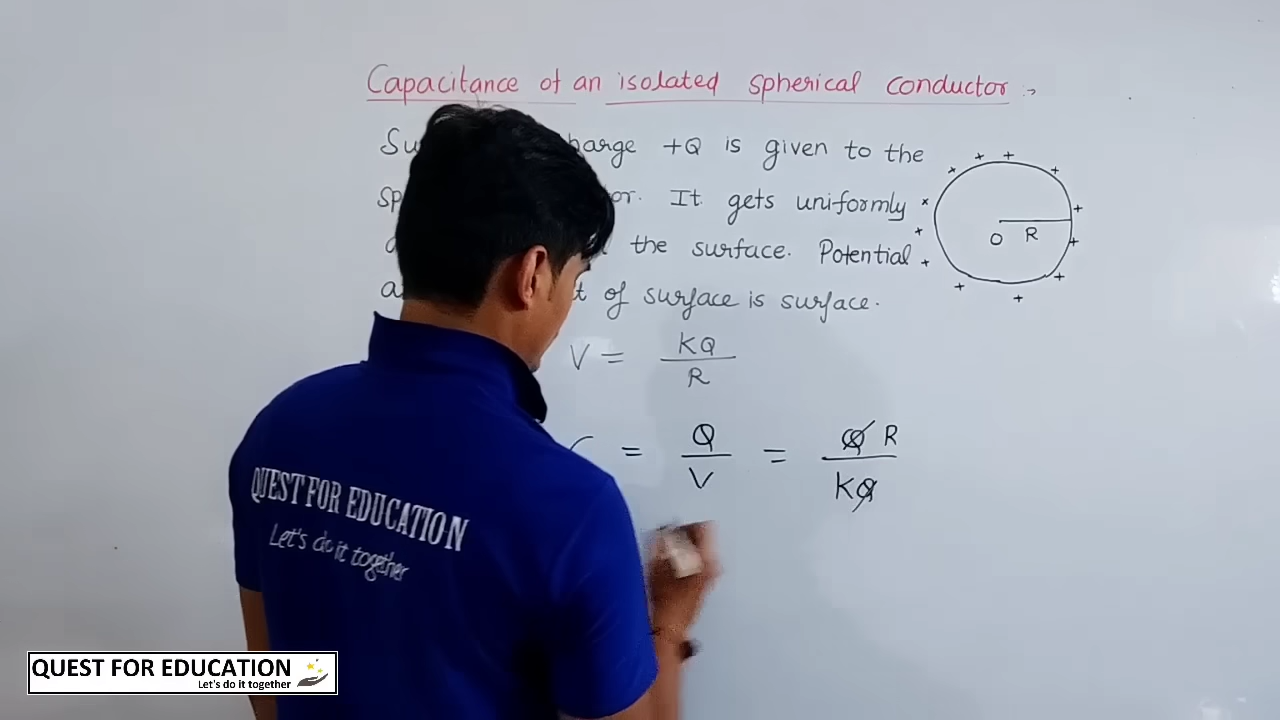 Capacitance of an isolated spherical conductor :-
Su harge +Q is given to the
sp or. It gets uniformly
the surface. Potential
a t of surface is surface.
O R
V = KQ / R
= Q / V = Q R / KQ
QUEST FOR EDUCATION
Let's do it together
QUEST FOR EDUCATION
Let's do it together